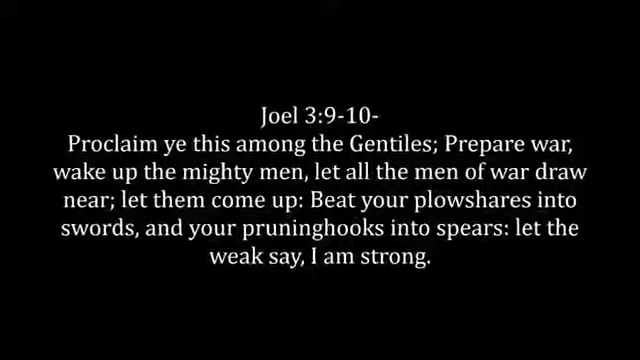 Joel 3:9-10-
Proclaim ye this among the Gentiles; Prepare war,
wake up the mighty men, let all the men of war draw
near; let them come up: Beat your plowshares into
swords, and your pruninghooks into spears: let the
weak say, I am strong.